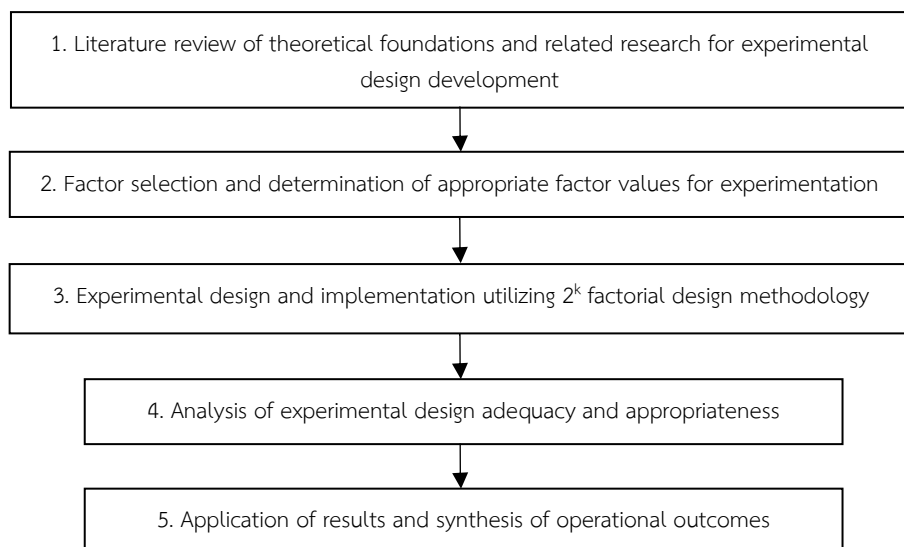 1. Literature review of theoretical foundations and related research for experimental
design development
2. Factor selection and determination of appropriate factor values for experimentation
3. Experimental design and implementation utilizing 2ᵏ factorial design methodology
4. Analysis of experimental design adequacy and appropriateness
5. Application of results and synthesis of operational outcomes